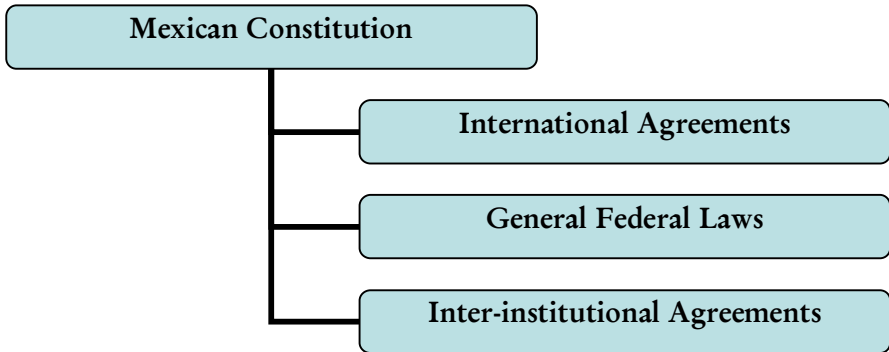 Mexican Constitution
International Agreements
General Federal Laws
Inter-institutional Agreements